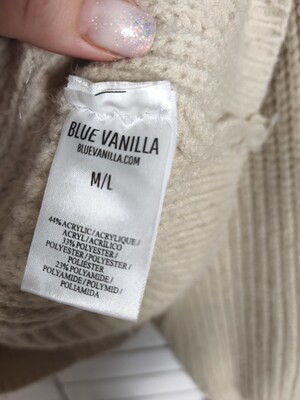 BLUE VANILLA
BLUEVANILLA.COM
M/L
44% ACRYLIC / ACRYLIQUE /
ACRYL / ACRÍLICO
33% POLYESTER /
POLYESTER / POLYESTER /
POLIÉSTER
23% POLYAMIDE /
POLYAMIDE / POLYMID /
POLIAMIDA